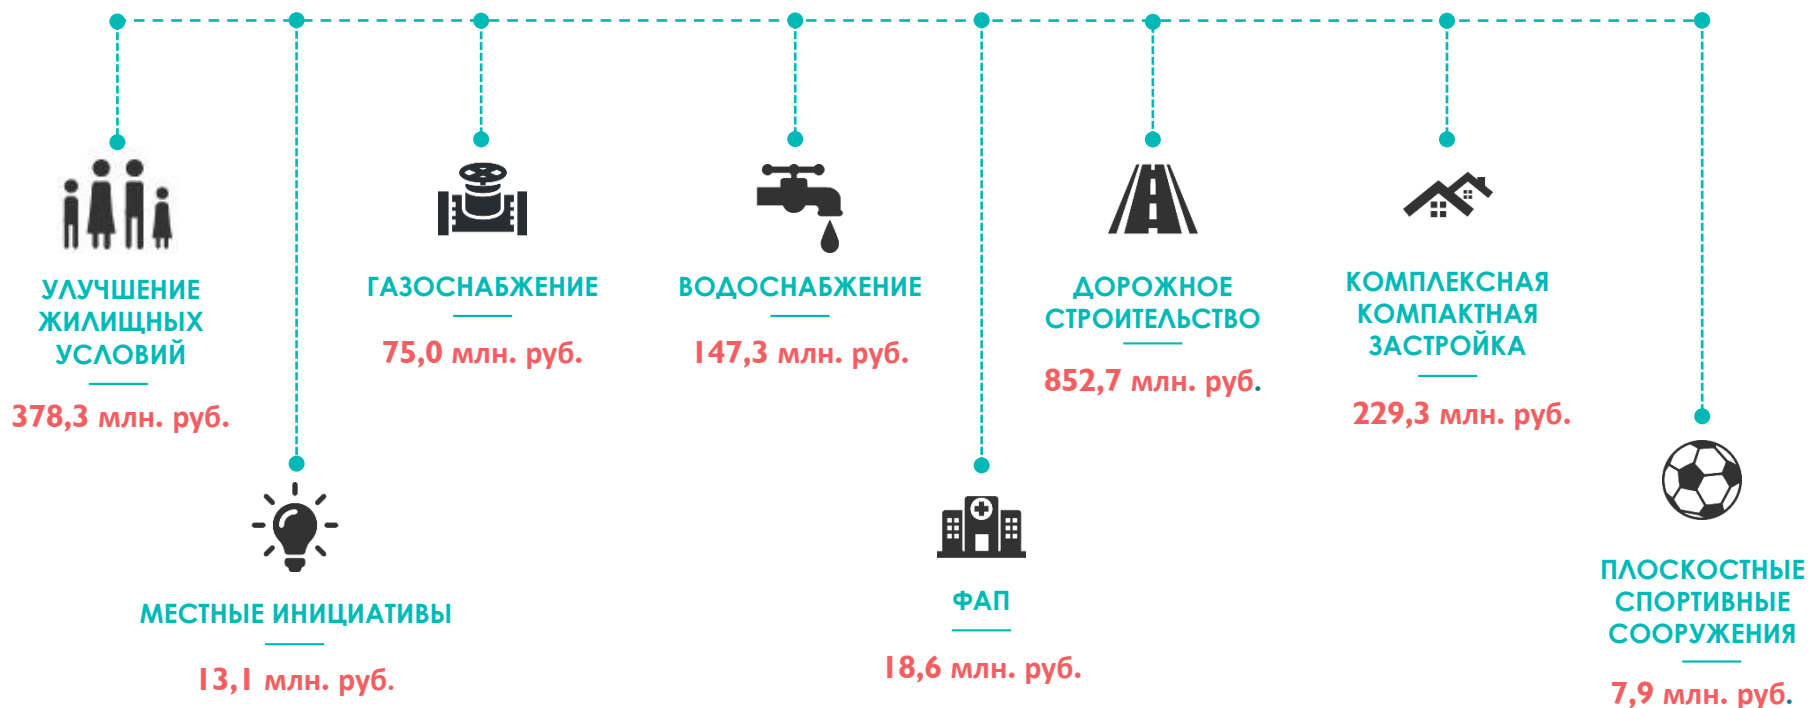 УЛУЧШЕНИЕ
ЖИЛИЩНЫХ
УСЛОВИЙ
378,3 млн. руб.
МЕСТНЫЕ ИНИЦИАТИВЫ
13,1 млн. руб.
ГАЗОСНАБЖЕНИЕ
75,0 млн. руб.
ВОДОСНАБЖЕНИЕ
147,3 млн. руб.
ФАП
18,6 млн. руб.
ДОРОЖНОЕ
СТРОИТЕЛЬСТВО
852,7 млн. руб.
КОМПЛЕКСНАЯ
КОМПАКТНАЯ
ЗАСТРОЙКА
229,3 млн. руб.
ПЛОСКОСТНЫЕ
СПОРТИВНЫЕ
СООРУЖЕНИЯ
7,9 млн. руб.